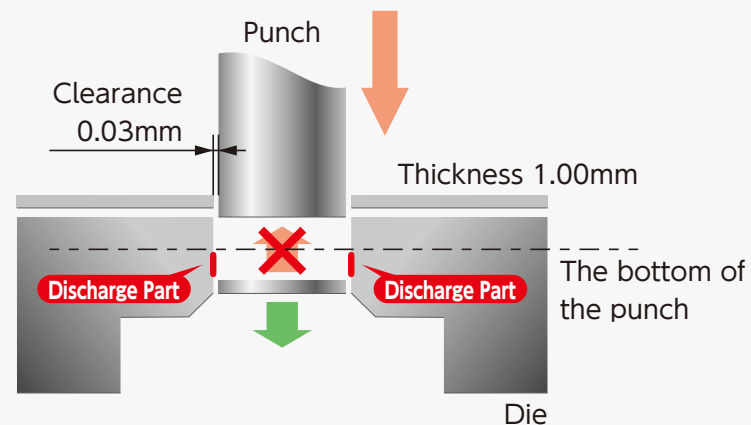 Punch
Clearance
0.03mm
Thickness 1.00mm
Discharge Part
Discharge Part
The bottom of
the punch
Die